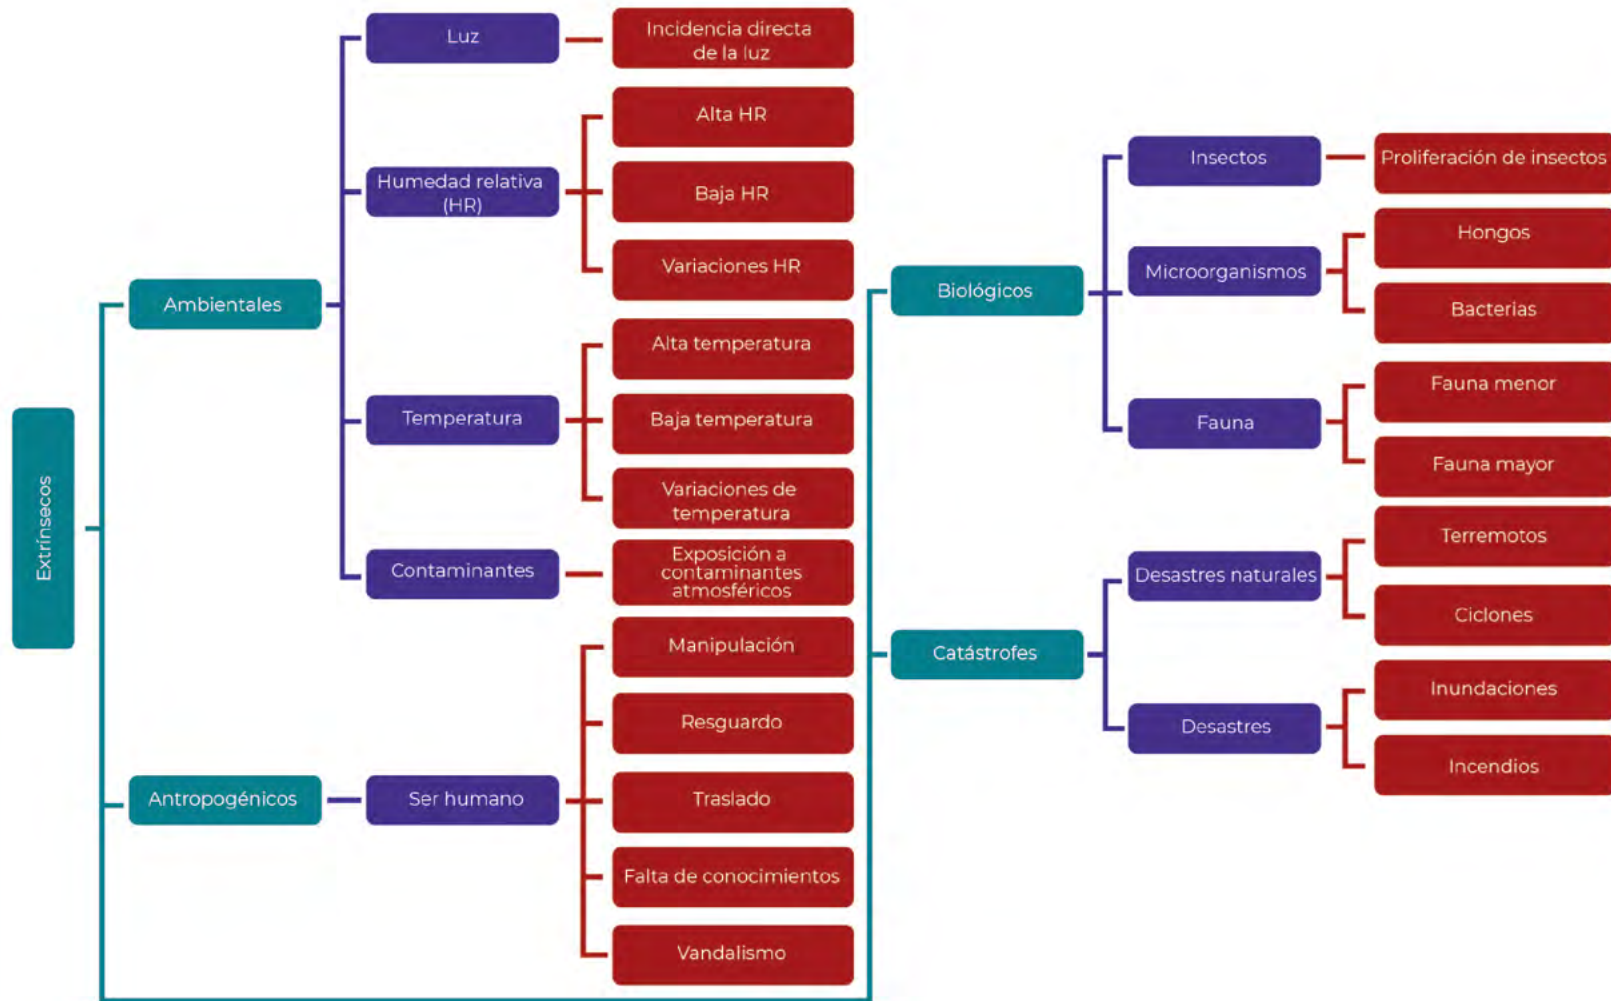 Extrínsecos
Ambientales
Luz
Incidencia directa
de la luz
Humedad relativa
(HR)
Alta HR
Baja HR
Variaciones HR
Temperatura
Alta temperatura
Baja temperatura
Variaciones de
temperatura
Contaminantes
Exposición a
contaminantes
atmosféricos
Antropogénicos
Ser humano
Manipulación
Resguardo
Traslado
Falta de conocimientos
Vandalismo
Biológicos
Insectos
Proliferación de insectos
Microorganismos
Hongos
Bacterias
Fauna
Fauna menor
Fauna mayor
Catástrofes
Desastres naturales
Terremotos
Ciclones
Desastres
Inundaciones
Incendios